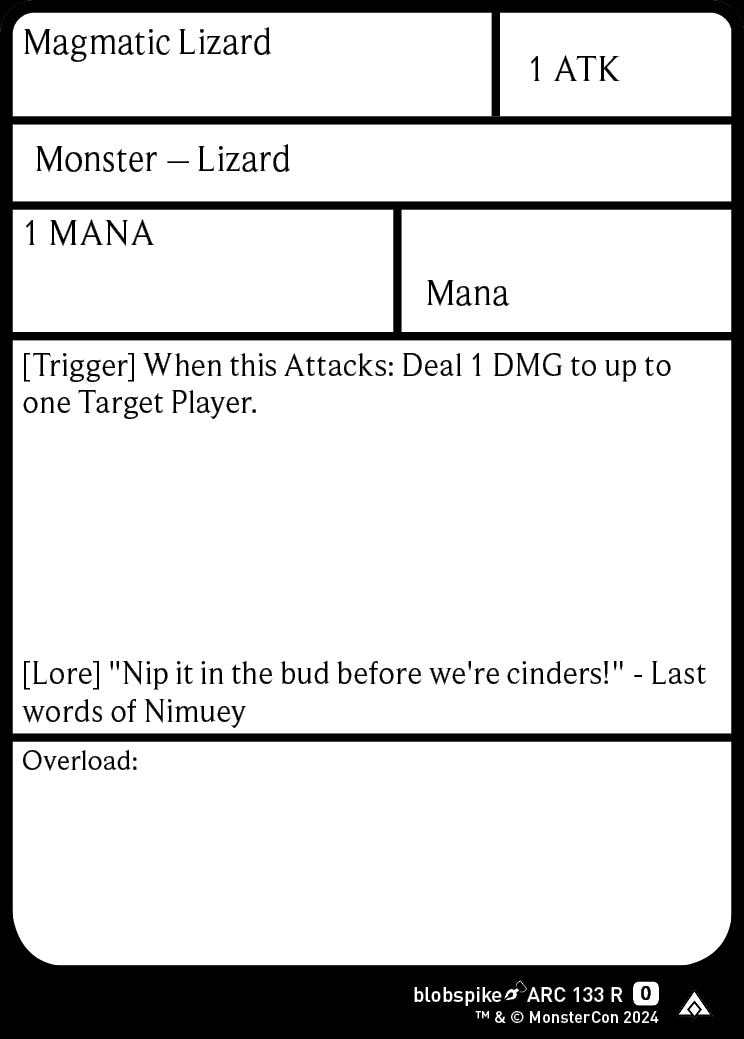 Magmatic Lizard
1 ATK
Monster – Lizard
1 MANA
Mana
[Trigger] When this Attacks: Deal 1 DMG to up to
one Target Player.
[Lore] "Nip it in the bud before we're cinders!" - Last
words of Nimuey
Overload:
blobspike ARC 133 R 0
™ & © MonsterCon 2024